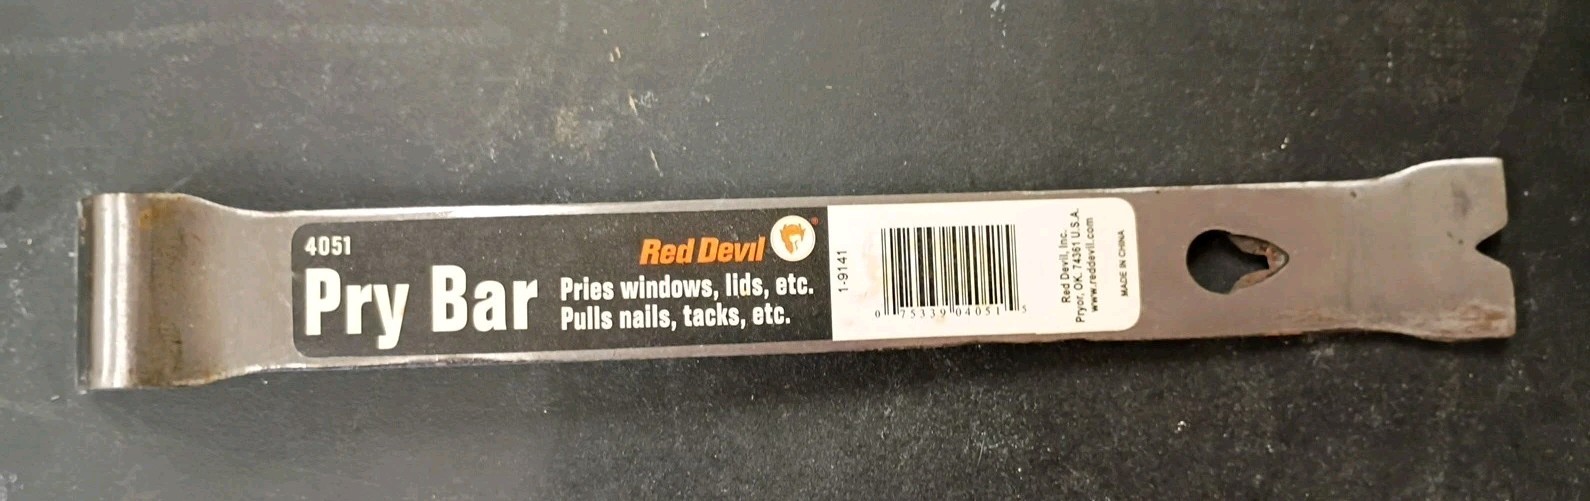 4051
Red Devil®
Pry Bar
Pries windows, lids, etc.
Pulls nails, tacks, etc.
1-9141
0 75339 04051 5
Red Devil, Inc.
Pryor, OK. 74361 U.S.A.
www.reddevil.com
MADE IN CHINA